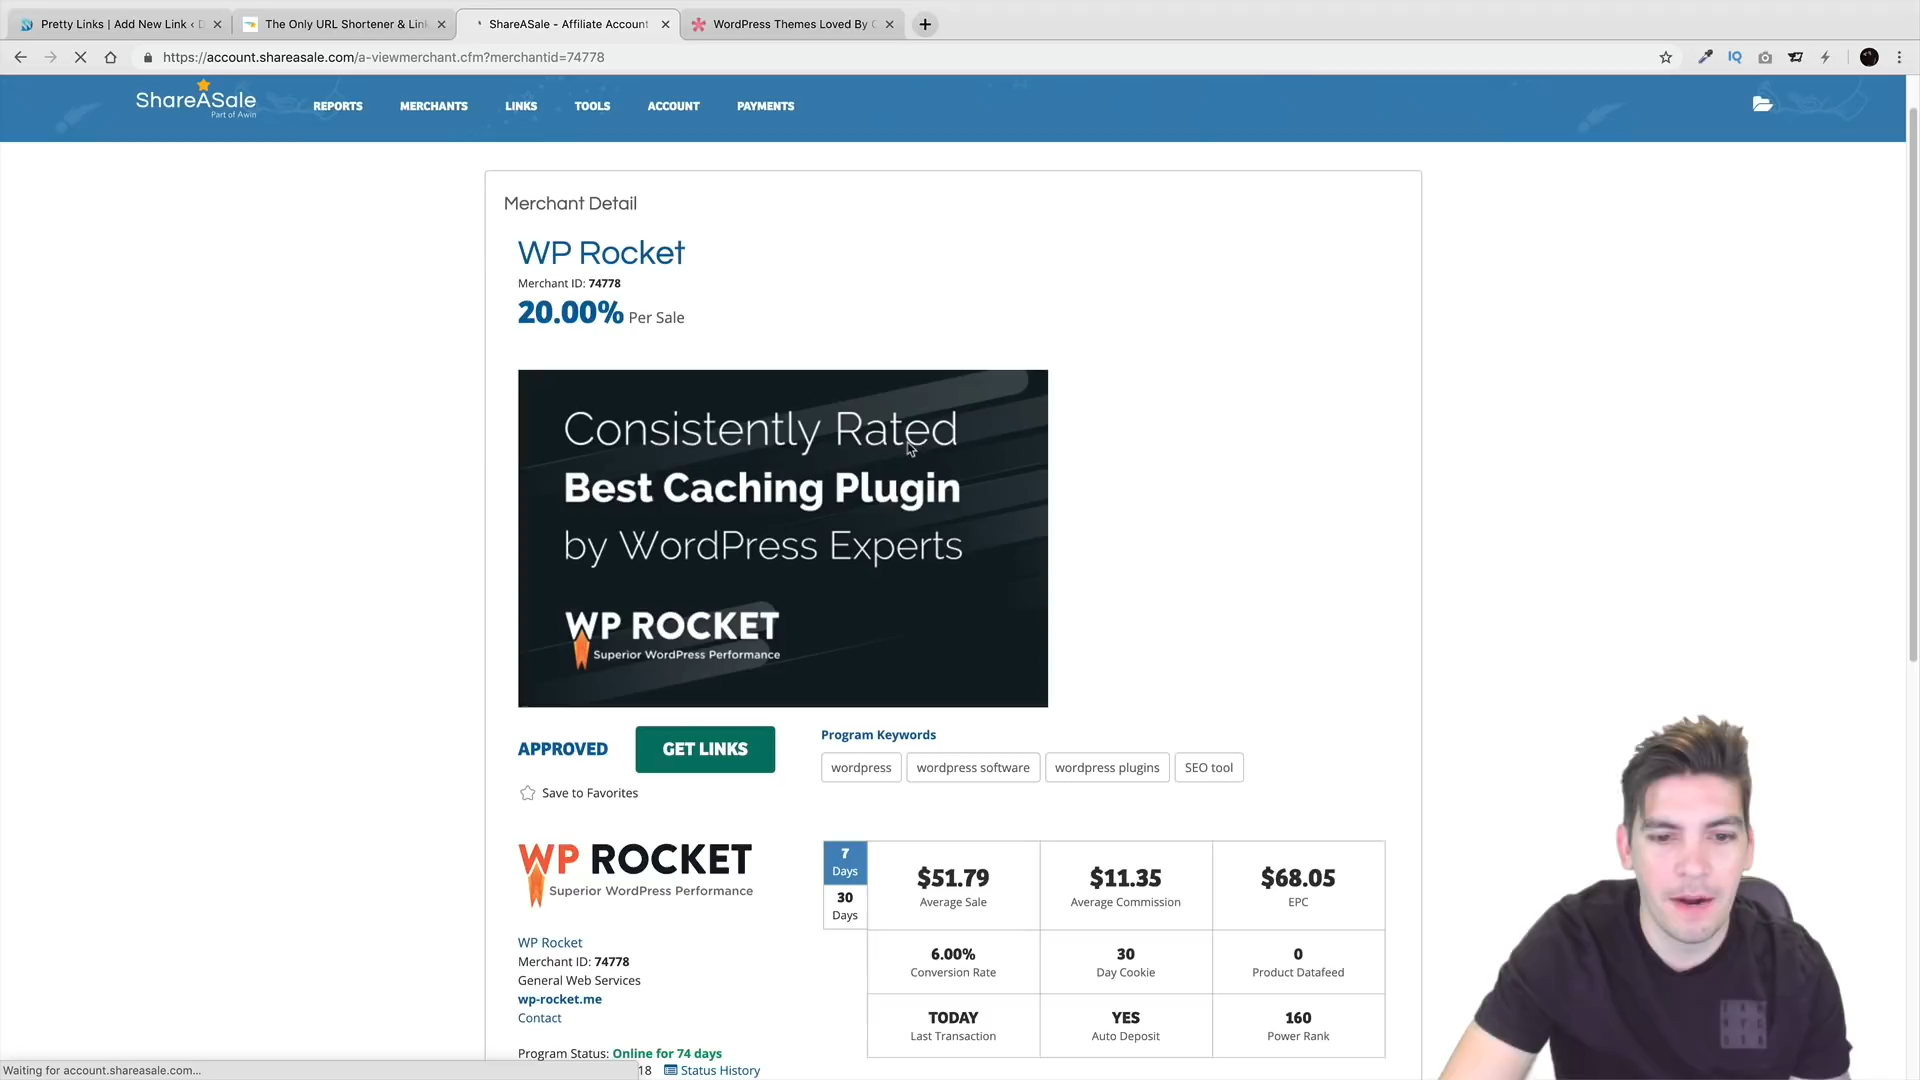 Pretty Links | Add New Link ‹ D
The Only URL Shortener & Link
ShareASale - Affiliate Account
WordPress Themes Loved By
https://account.shareasale.com/a-viewmerchant.cfm?merchantid=74778
IQ
ShareASale
Part of Awin
REPORTS
MERCHANTS
LINKS
TOOLS
ACCOUNT
PAYMENTS
Merchant Detail
WP Rocket
Merchant ID: 74778
20.00% Per Sale
Consistently Rated
Best Caching Plugin
by WordPress Experts
WP ROCKET
Superior WordPress Performance
APPROVED
GET LINKS
Save to Favorites
Program Keywords
wordpress
wordpress software
wordpress plugins
SEO tool
WP ROCKET
Superior WordPress Performance
7
Days
30
Days
$51.79
Average Sale
$11.35
Average Commission
$68.05
EPC
6.00%
Conversion Rate
30
Day Cookie
0
Product Datafeed
TODAY
Last Transaction
YES
Auto Deposit
160
Power Rank
WP Rocket
Merchant ID: 74778
General Web Services
wp-rocket.me
Contact
Program Status: Online for 74 days
18 Status History
Waiting for account.shareasale.com...